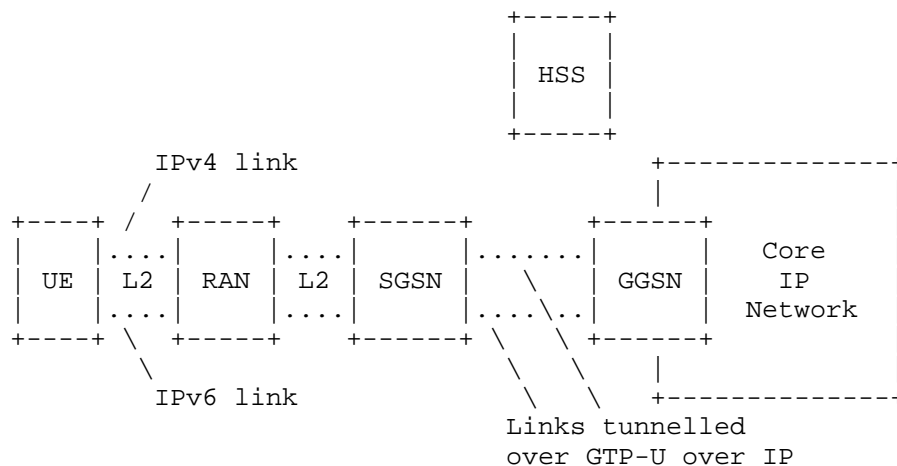 HSS
IPv4 link
UE L2 RAN L2 SGSN GGSN Core
IP
Network
IPv6 link
Links tunnelled
over GTP-U over IP